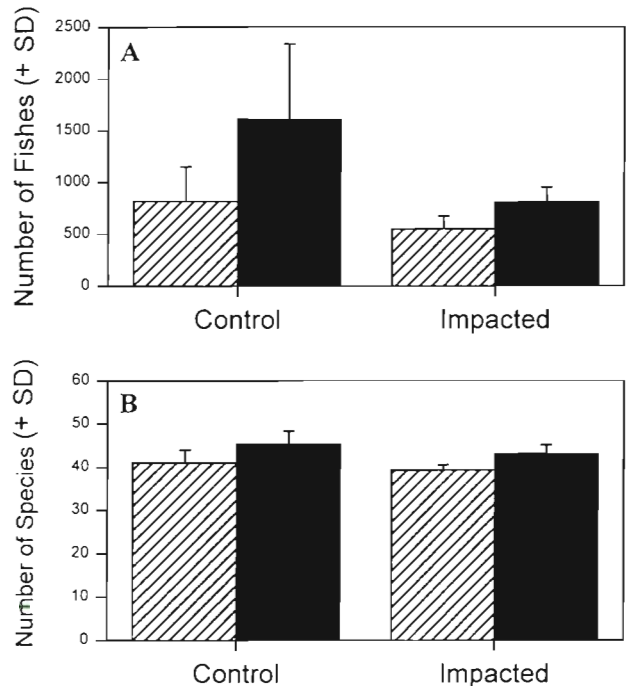 Number of Fishes (+ SD)
2500
2000
1500
1000
500
0
A
Control
Impacted
Number of Species (+ SD)
60
50
40
30
20
10
0
B
Control
Impacted